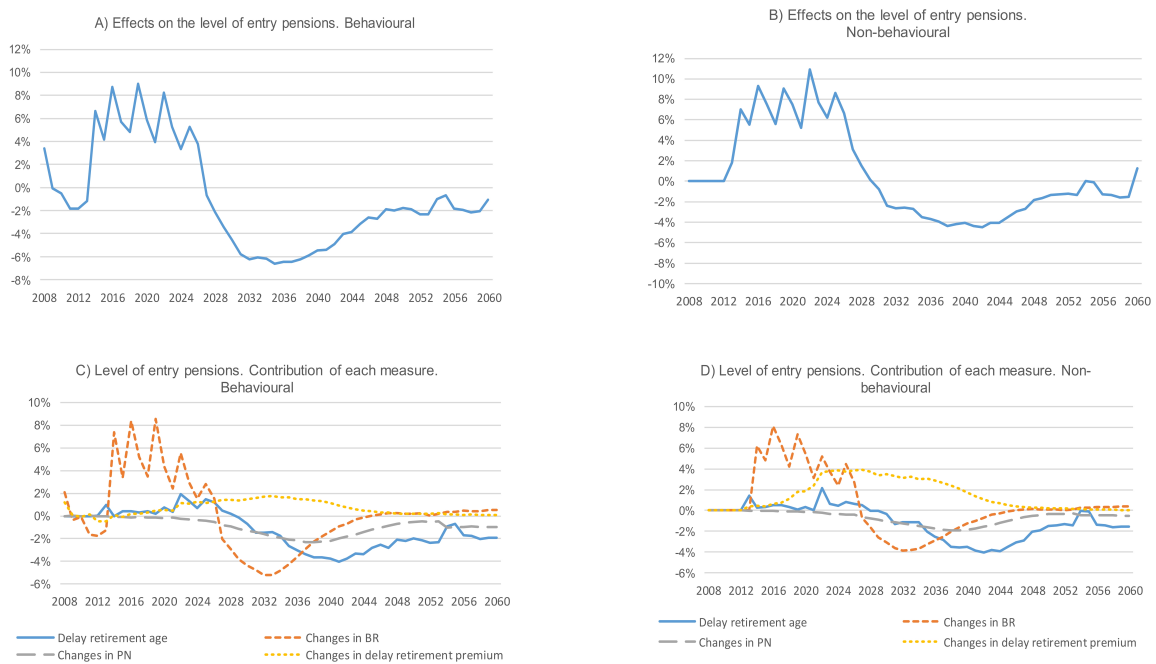 A) Effects on the level of entry pensions. Behavioural
12%
10%
8%
6%
4%
2%
0%
-2%
-4%
-6%
-8%
2008 2012 2016 2020 2024 2028 2032 2036 2040 2044 2048 2052 2056 2060
B) Effects on the level of entry pensions.
Non-behavioural
12%
10%
8%
6%
4%
2%
0%
-2%
-4%
-6%
-8%
-10%
2008 2012 2016 2020 2024 2028 2032 2036 2040 2044 2048 2052 2056 2060
C) Level of entry pensions. Contribution of each measure.
Behavioural
10%
8%
6%
4%
2%
0%
-2%
-4%
-6%
2008 2012 2016 2020 2024 2028 2032 2036 2040 2044 2048 2052 2056 2060
Delay retirement age
Changes in BR
Changes in PN
Changes in delay retirement premium
D) Level of entry pensions. Contribution of each measure. Non-
behavioural
10%
8%
6%
4%
2%
0%
-2%
-4%
-6%
2008 2012 2016 2020 2024 2028 2032 2036 2040 2044 2048 2052 2056 2060
Delay retirement age
Changes in BR
Changes in PN
Changes in delay retirement premium